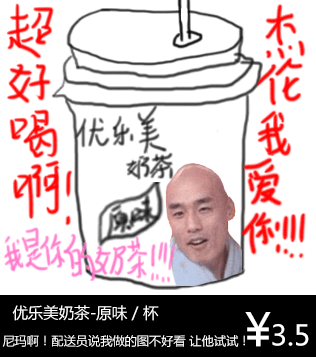 超好喝啊！
杰伦我爱你!!!!
优乐美
奶茶
原味
我是你的奶茶!!!!
优乐美奶茶-原味 / 杯
尼玛啊！配送员说我做的图不好看 让他试试！
¥3.5